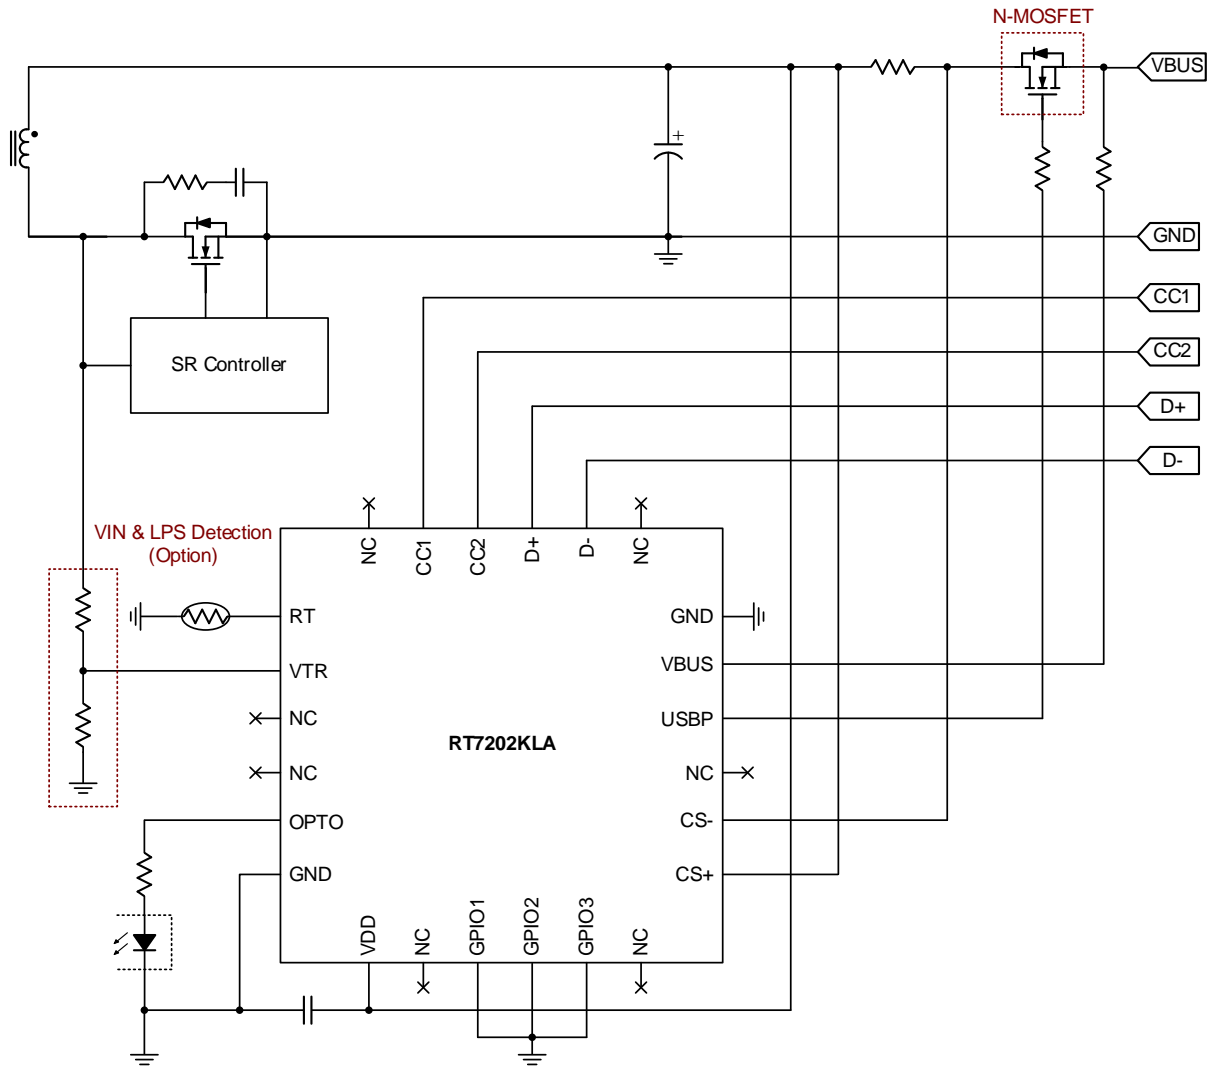 N-MOSFET
VBUS
+
GND
CC1
SR Controller
CC2
D+
D-
VIN & LPS Detection
(Option)
NC
CC1
CC2
D+
D-
NC
RT
GND
VTR
VBUS
NC
USBP
RT7202KLA
NC
NC
OPTO
CS-
GND
CS+
VDD
NC
GPIO1
GPIO2
GPIO3
NC